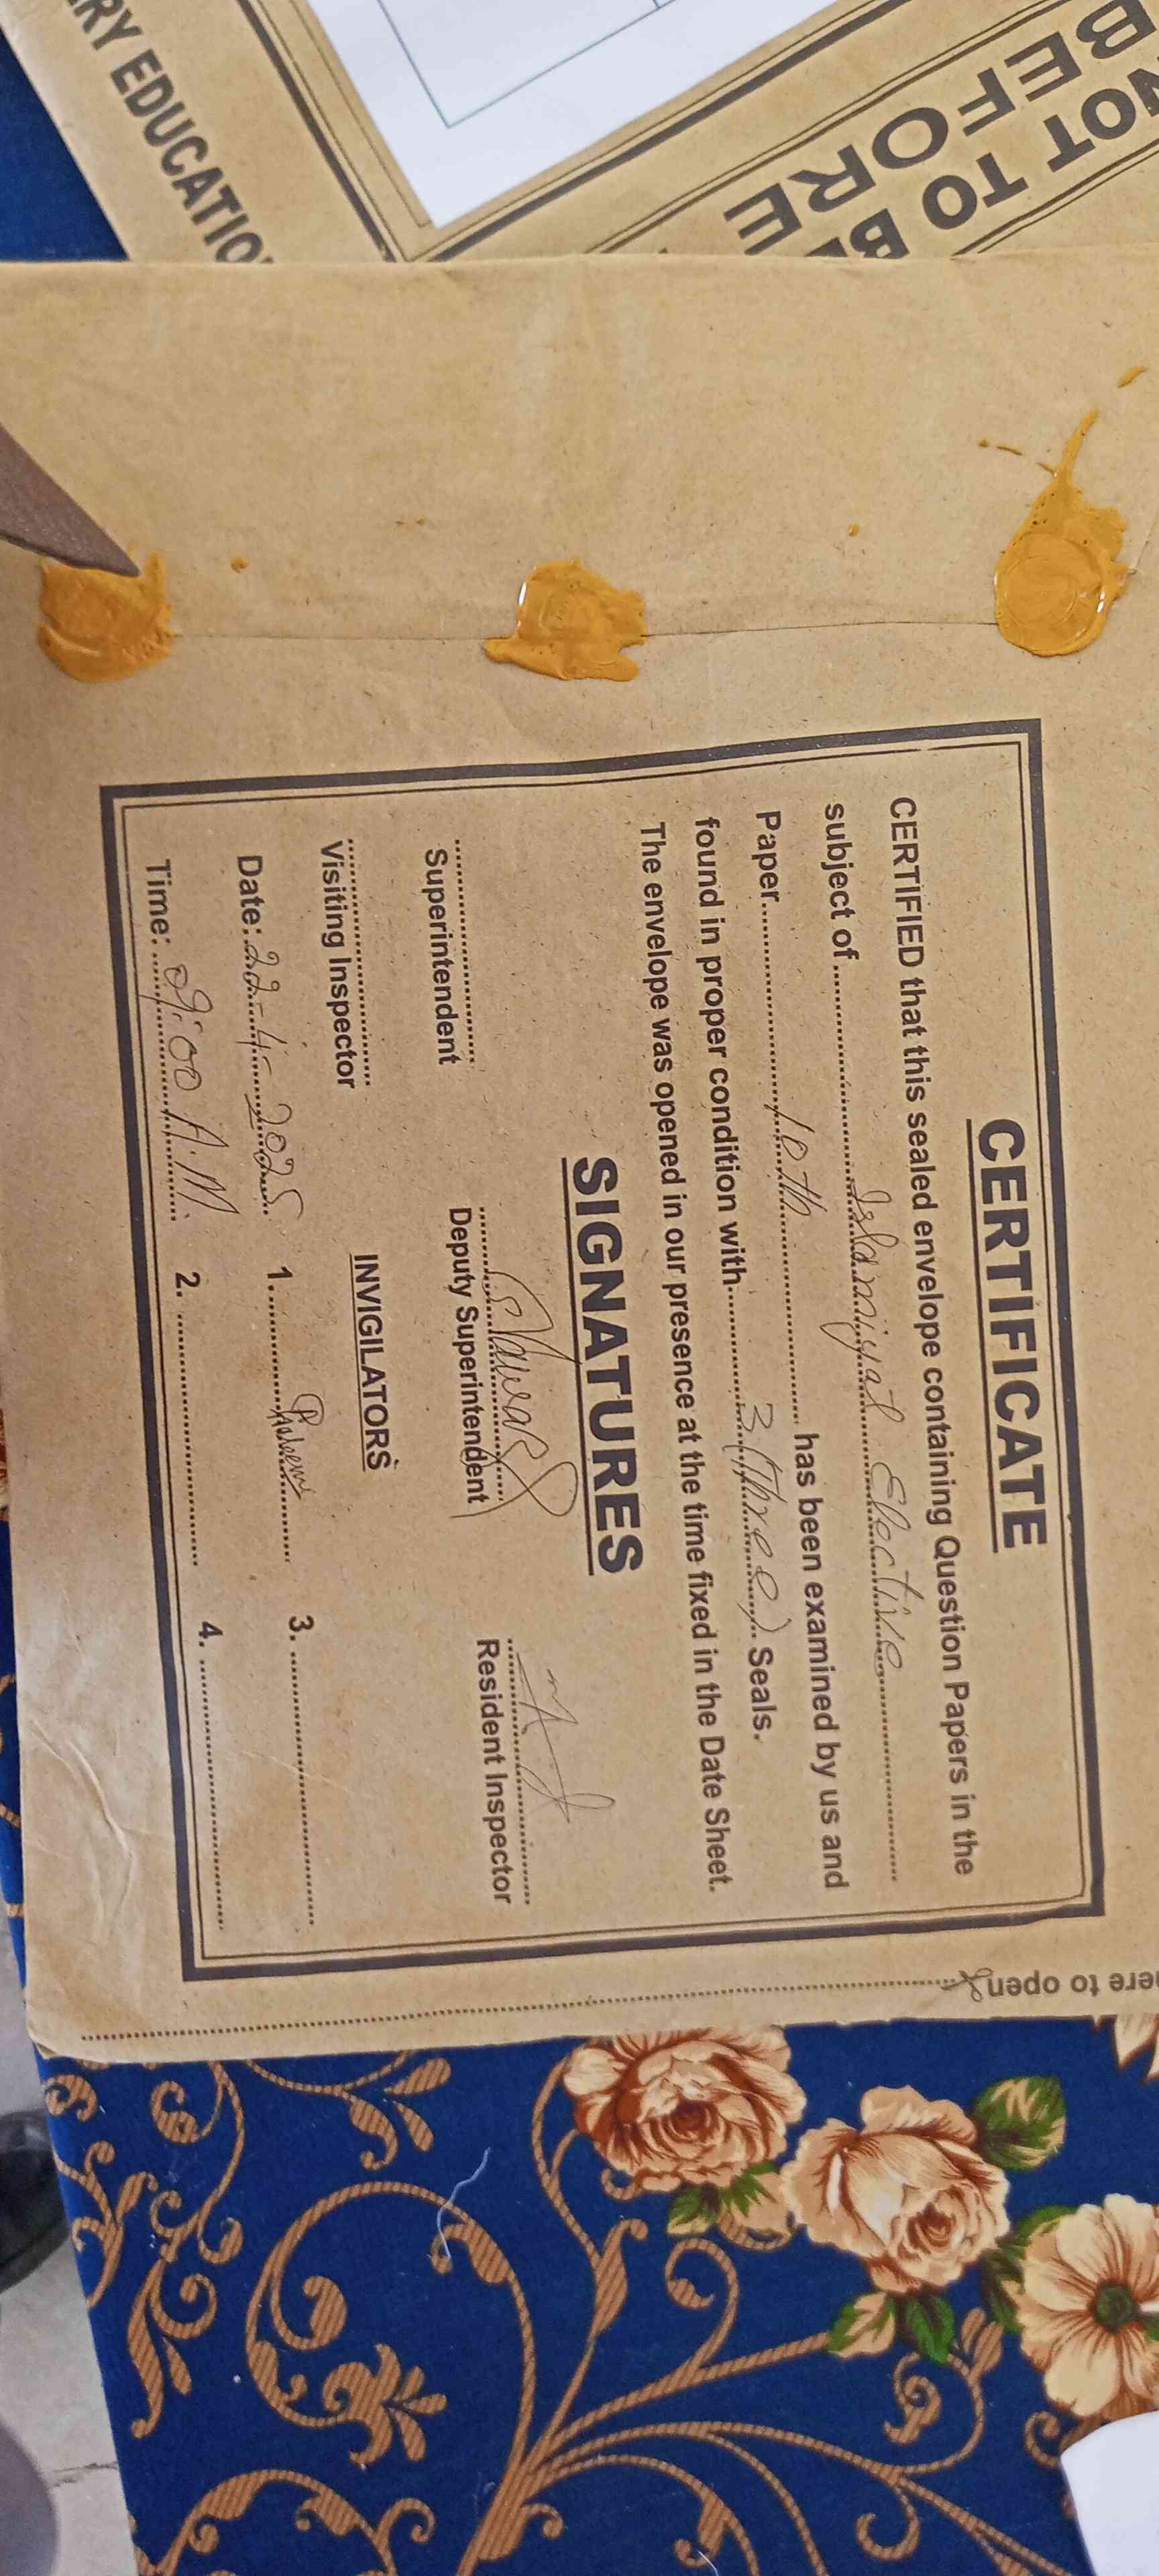 RY EDUCATIO
NOT TO BE
BEFORE
CERTIFICATE
CERTIFIED that this sealed envelope containing Question Papers in the
subject of Islamiyat Elective
Paper 10th has been examined by us and
found in proper condition with 3 (three) Seals.
The envelope was opened in our presence at the time fixed in the Date Sheet.
SIGNATURES
Superintendent
Deputy Superintendent
Resident Inspector
Visiting Inspector
INVIGILATORS
Date: 22-4-2025
1.
3.
Time: 9:00 A.M.
2.
4.
ere to open